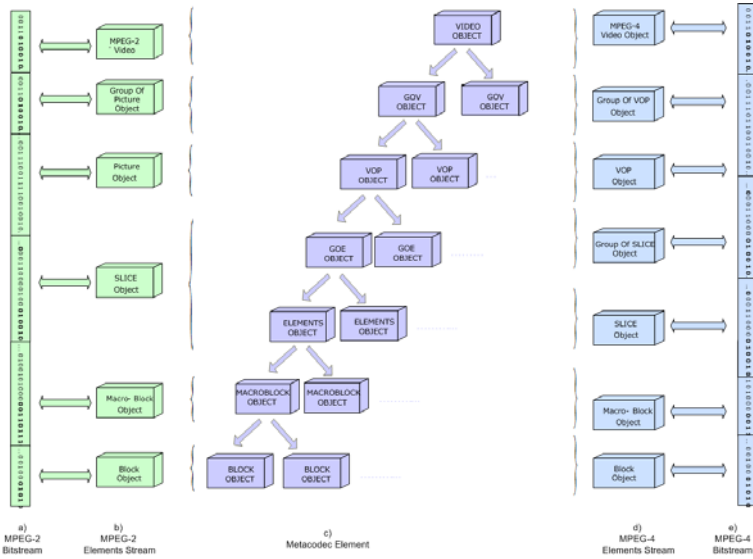 MPEG-2
Video
Group Of
Picture
Object
Picture
Object
SLICE
Object
Macro- Block
Object
Block
Object
VIDEO
OBJECT
GOV
OBJECT
GOV
OBJECT
VOP
OBJECT
VOP
OBJECT
GOE
OBJECT
GOE
OBJECT
ELEMENTS
OBJECT
ELEMENTS
OBJECT
MACROBLOCK
OBJECT
MACROBLOCK
OBJECT
BLOCK
OBJECT
BLOCK
OBJECT
MPEG-4
Video Object
Group Of VOP
Object
VOP
Object
Group Of SLICE
Object
SLICE
Object
Macro- Block
Object
Block
Object
a)
MPEG-2
Bitstream
b)
MPEG-2
Elements Stream
c)
Metacodec Element
d)
MPEG-4
Elements Stream
e)
MPEG-4
Bitstream